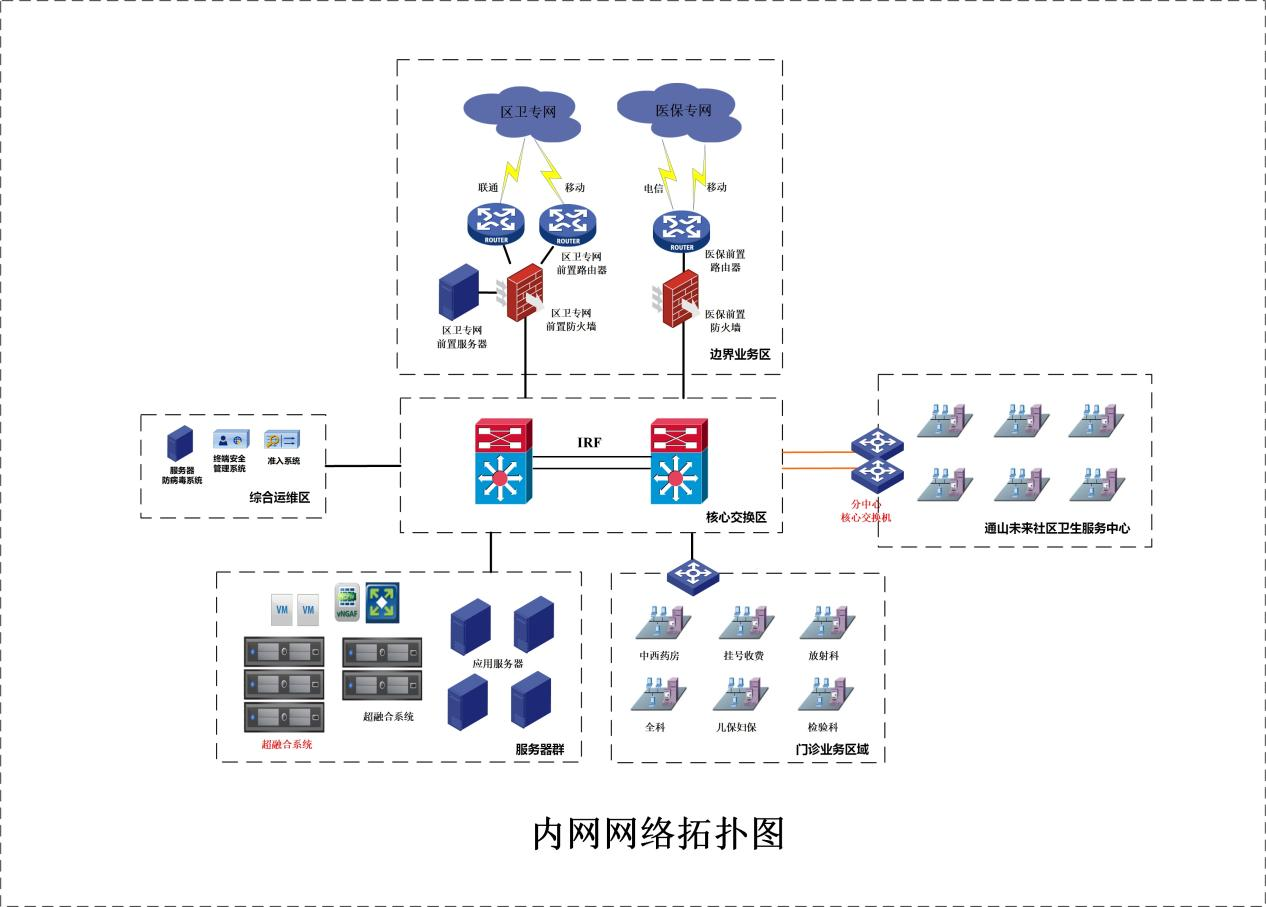 区卫专网
医保专网
联通
移动
电信
移动
ROUTER
ROUTER
ROUTER
区卫专网
前置路由器
医保前置
路由器
区卫专网
前置服务器
区卫专网
前置防火墙
医保前置
防火墙
边界业务区
服务器
防病毒系统
终端安全
管理系统
准入系统
综合运维区
IRF
核心交换区
分中心
核心交换机
通山未来社区卫生服务中心
VM
VM
vNGAF
超融合系统
超融合系统
应用服务器
服务器群
中西药房
挂号收费
放射科
全科
儿保妇保
检验科
门诊业务区域
内网网络拓扑图